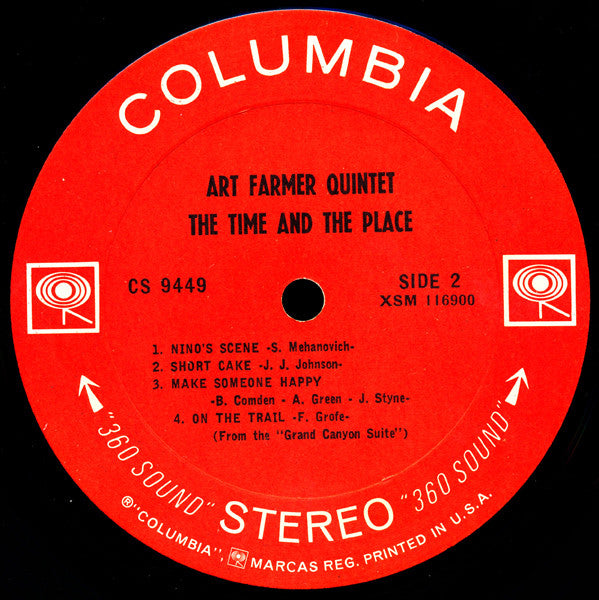 COLUMBIA
ART FARMER QUINTET
THE TIME AND THE PLACE
CS 9449
SIDE 2
XSM 116900
1. NINO'S SCENE -S. Mehanovich-
2. SHORT CAKE -J. J. Johnson-
3. MAKE SOMEONE HAPPY
-B. Comden - A. Green - J. Styne-
4. ON THE TRAIL -F. Grofe-
(From the "Grand Canyon Suite")
"360 SOUND" STEREO "360 SOUND"
®"COLUMBIA", MARCAS REG. PRINTED IN U.S.A.